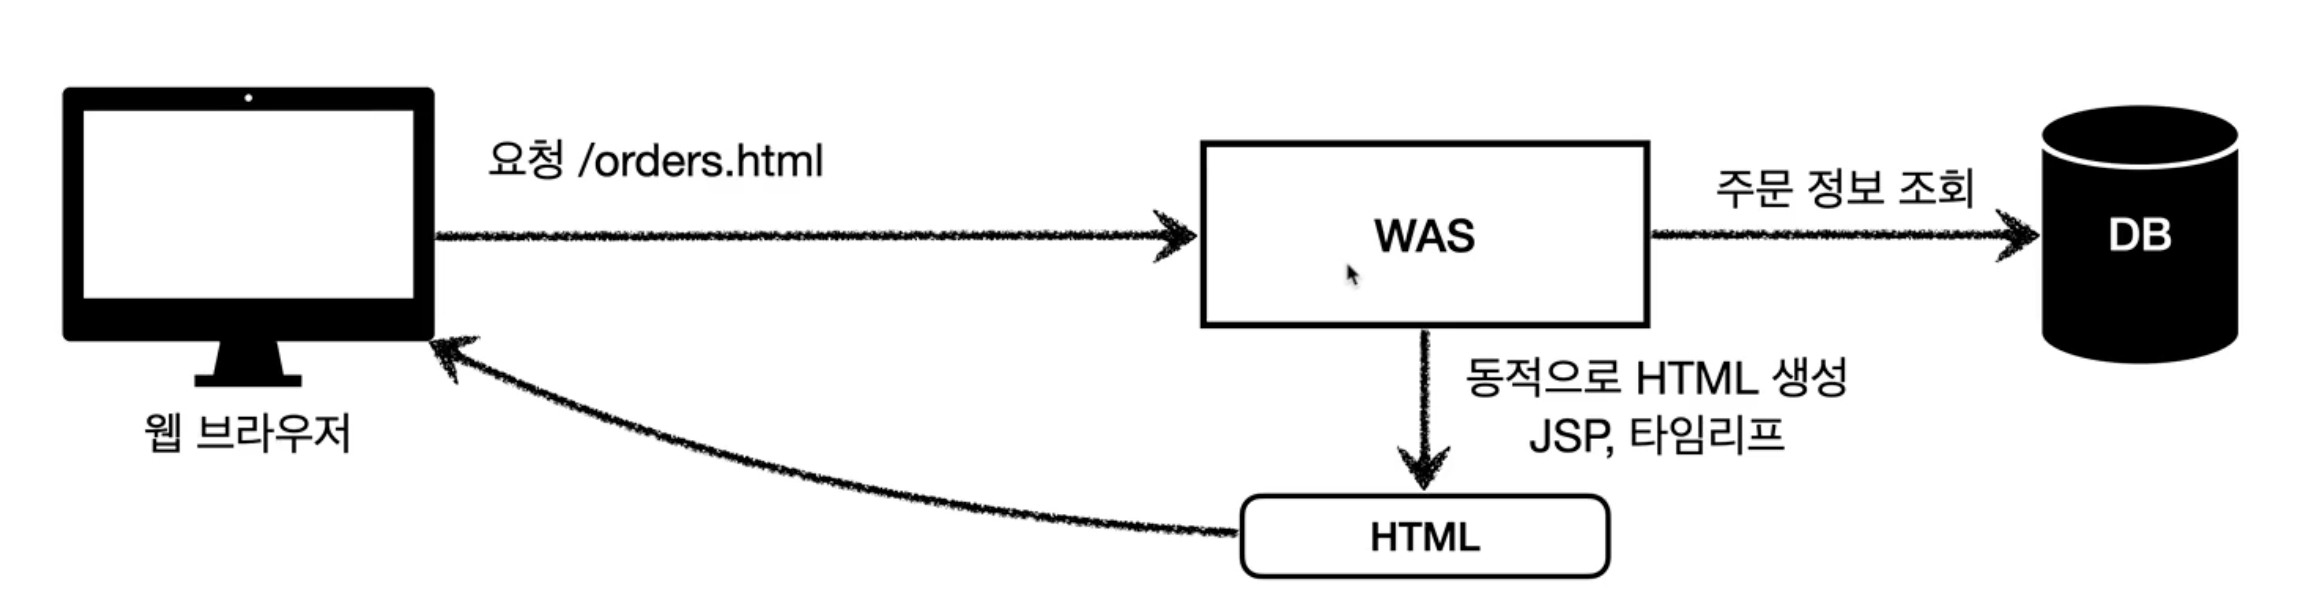 요청 /orders.html
WAS
주문 정보 조회
DB
웹 브라우저
동적으로 HTML 생성
JSP, 타임리프
HTML